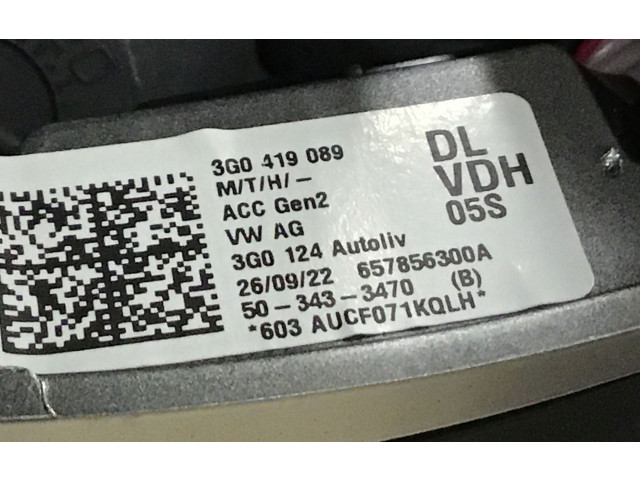 3G0 419 089
M/T/H/-
ACC Gen2
VW AG
3G0 124 Autoliv
26/09/22 657856300A
50-343-3470 (B)
*603 AUCF071KQLH*
DL
VDH
05S